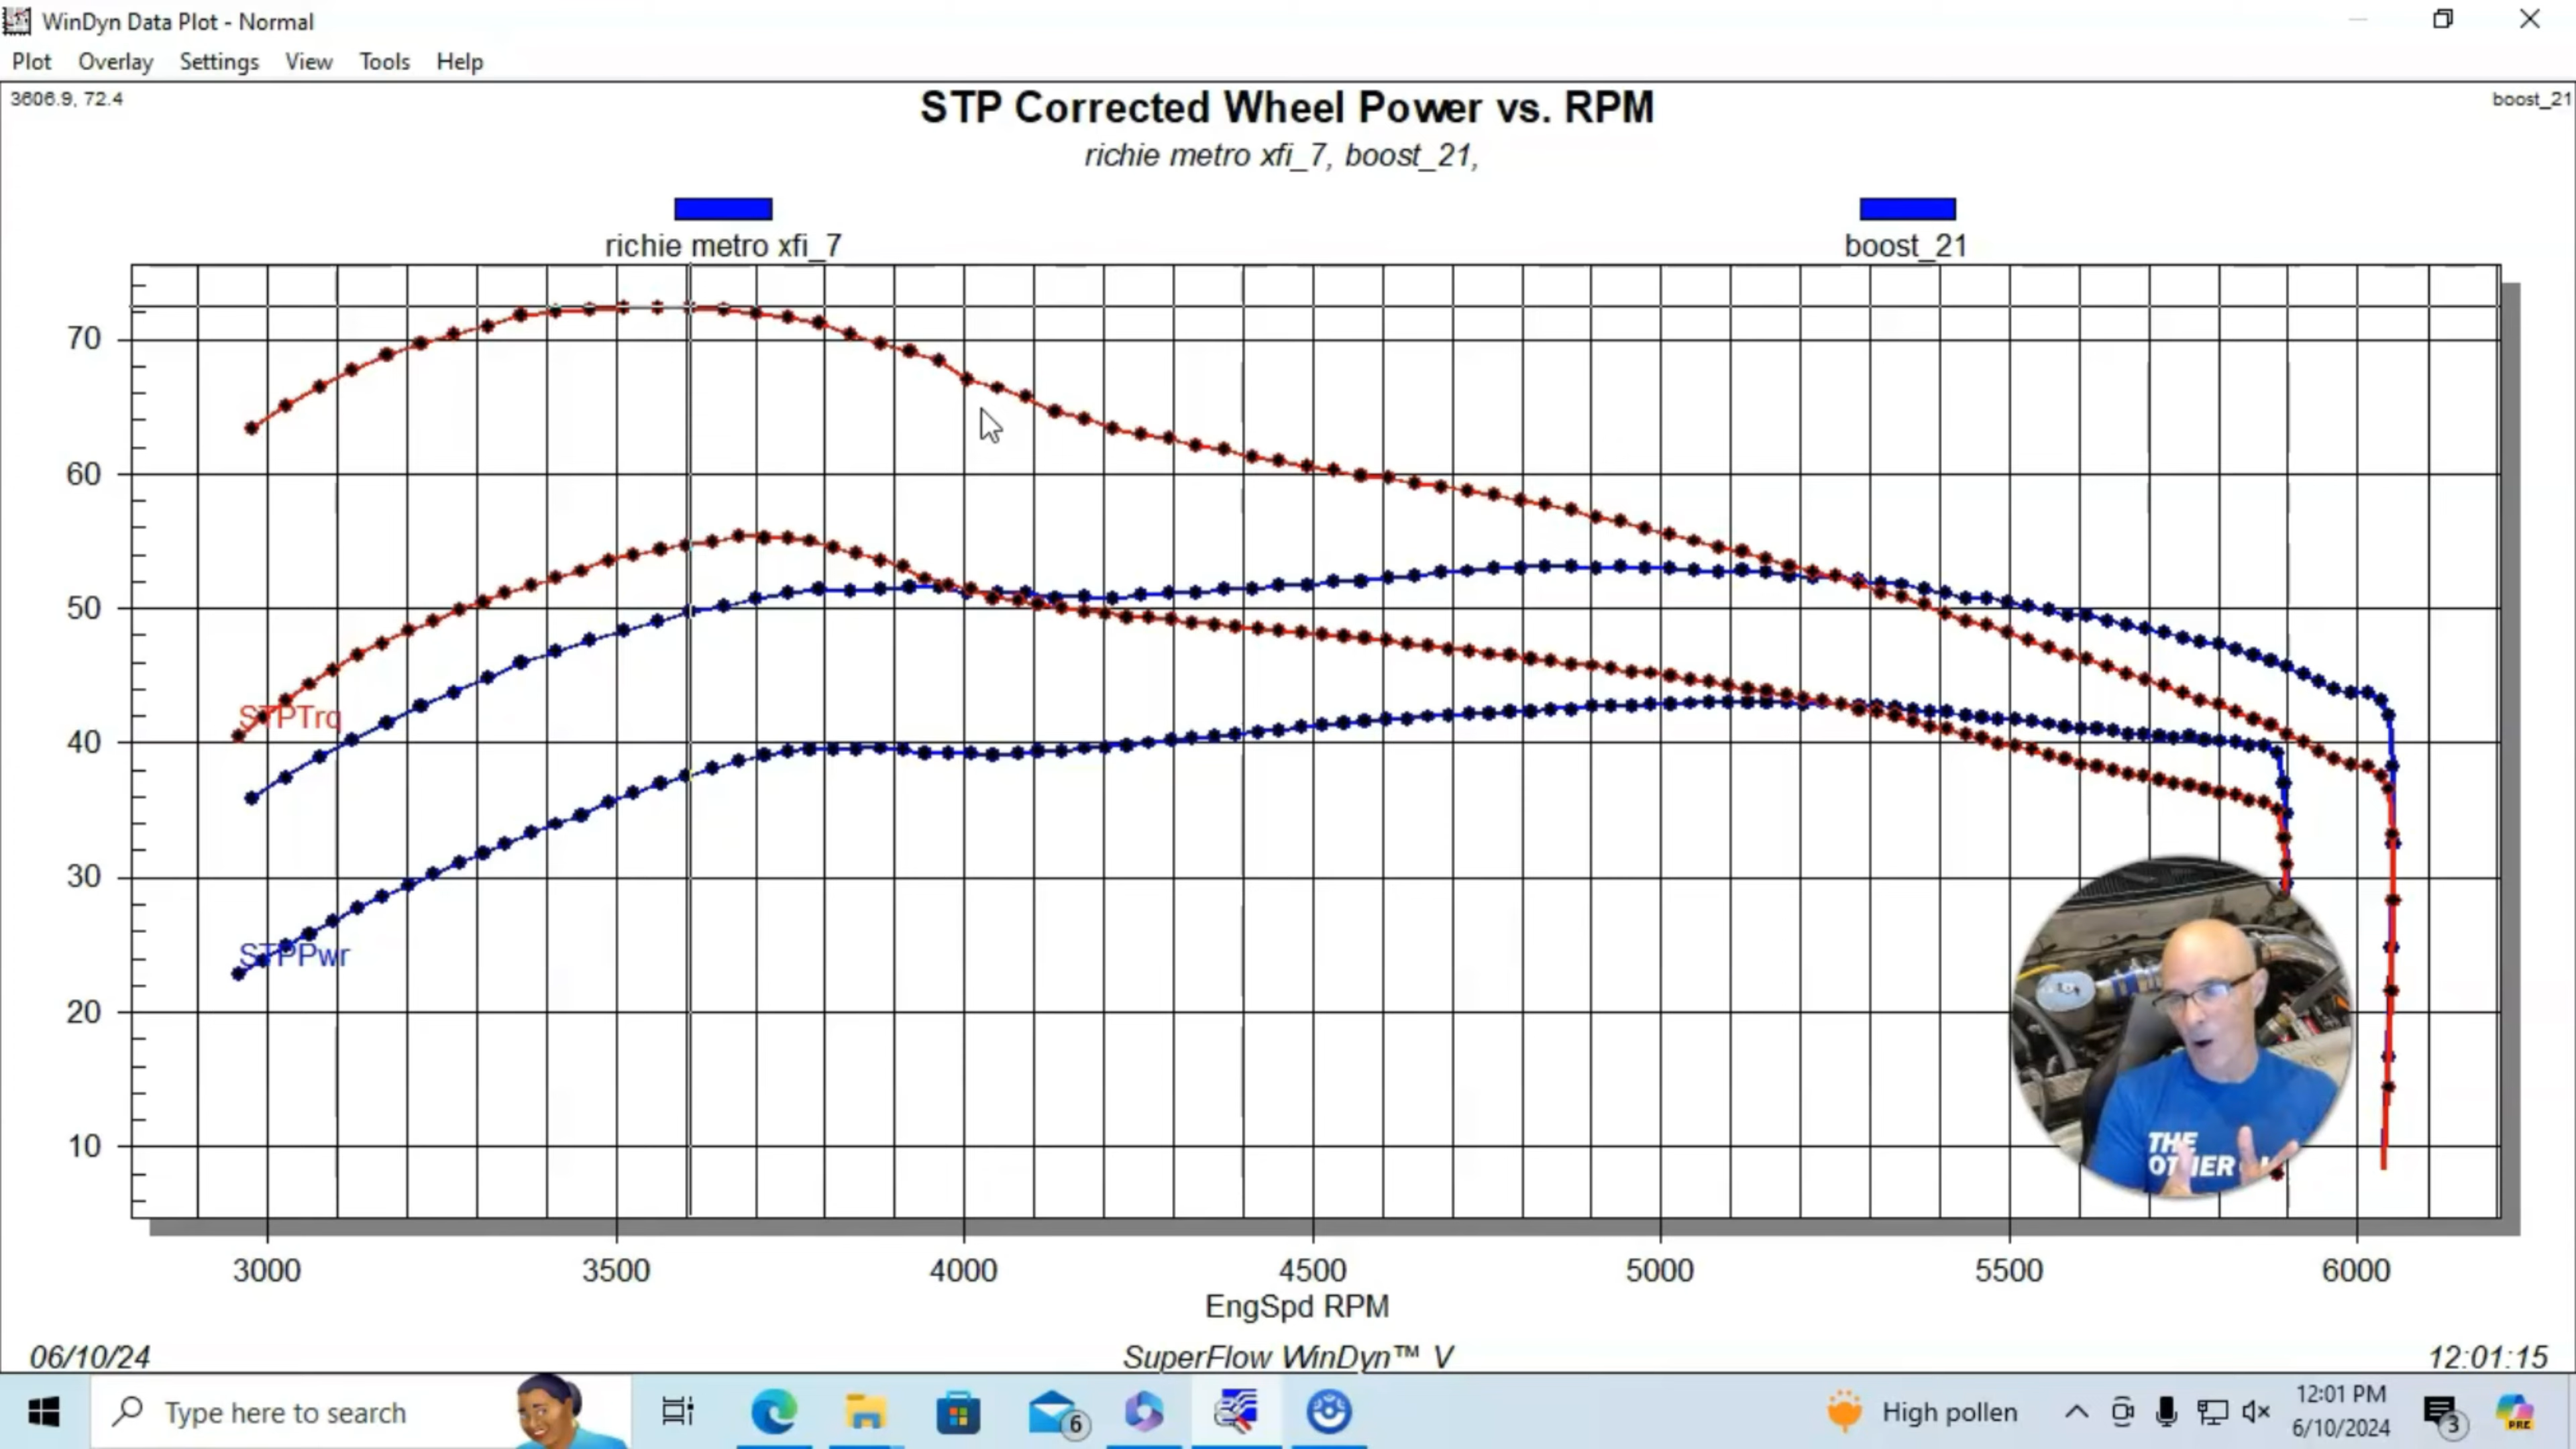 WinDyn Data Plot - Normal
Plot Overlay Settings View Tools Help
3606.9, 72.4
boost_21
STP Corrected Wheel Power vs. RPM
richie metro xfi_7, boost_21,
richie metro xfi_7
boost_21
70
60
50
40
30
20
10
STPTrq
STPPwr
THE
OTHER
3000 3500 4000 4500 5000 5500 6000
EngSpd RPM
06/10/24
SuperFlow WinDyn™ V
12:01:15
Type here to search
6
High pollen
12:01 PM
6/10/2024
3
PRE